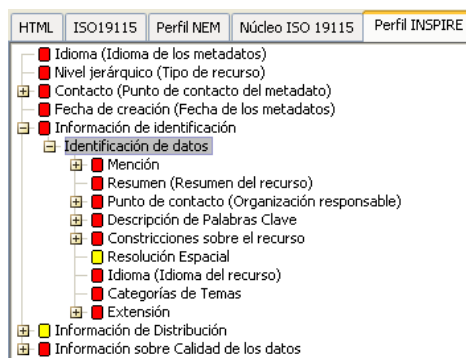 HTML ISO19115 Perfil NEM Núcleo ISO 19115 Perfil INSPIRE
Idioma (Idioma de los metadatos)
Nivel jerárquico (Tipo de recurso)
Contacto (Punto de contacto del metadato)
Fecha de creación (Fecha de los metadatos)
Información de identificación
Identificación de datos
Mención
Resumen (Resumen del recurso)
Punto de contacto (Organización responsable)
Descripción de Palabras Clave
Constricciones sobre el recurso
Resolución Espacial
Idioma (Idioma del recurso)
Categorías de Temas
Extensión
Información de Distribución
Información sobre Calidad de los datos